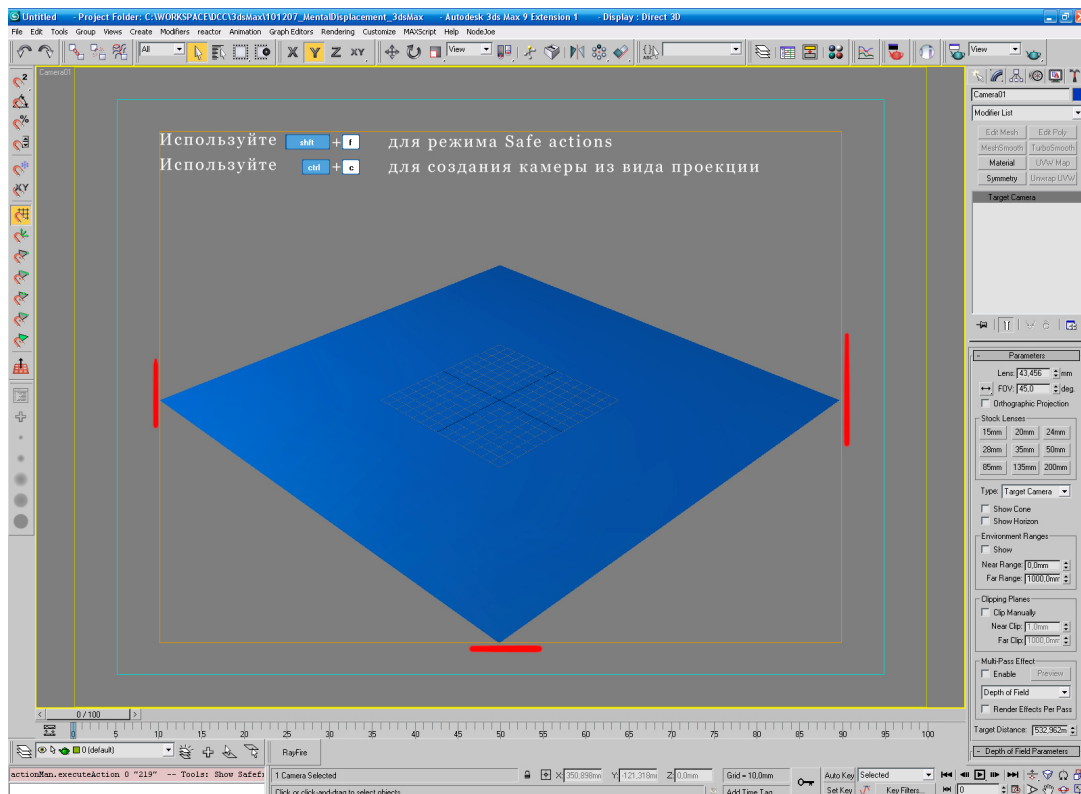 Untitled - Project Folder: C:\WORKSPACE\DCC\3dsMax\101207_MentalDisplacement_3dsMax - Autodesk 3ds Max 9 Extension 1 - Display : Direct 3D
File Edit Tools Group Views Create Modifiers reactor Animation Graph Editors Rendering Customize MAXScript Help NodeJoe
All X Y Z XY View View
Camera01
Используйте shft + f для режима Safe actions
Используйте ctrl + c для создания камеры из вида проекции
Camera01
Modifier List
Edit Mesh Edit Poly
MeshSmooth TurboSmooth
Material UVW Map
Symmetry Unwrap UVW
Target Camera
- Parameters
Lens: 43,456 mm
FOV: 45,0 deg.
Orthographic Projection
Stock Lenses
15mm 20mm 24mm
28mm 35mm 50mm
85mm 135mm 200mm
Type: Target Camera
Show Cone
Show Horizon
Environment Ranges
Show
Near Range: 0,0mm
Far Range: 1000,0mm
Clipping Planes
Clip Manually
Near Clip: 1,0mm
Far Clip: 1000,0mm
Multi-Pass Effect
Enable Preview
Depth of Field
Render Effects Per Pass
Target Distance: 532,962m
- Depth of Field Parameters
< 0 / 100 >
0 5 10 15 20 25 30 35 40 45 50 55 60 65 70 75 80 85 90 95 100
0 (default) RayFire
actionMan.executeAction 0 "219" -- Tools: Show Safefr
1 Camera Selected X: 350,898mm Y: -121,318m Z: 0,0mm Grid = 10,0mm Auto Key Selected
Click or click-and-drag to select objects Add Time Tag Set Key Key Filters... 0